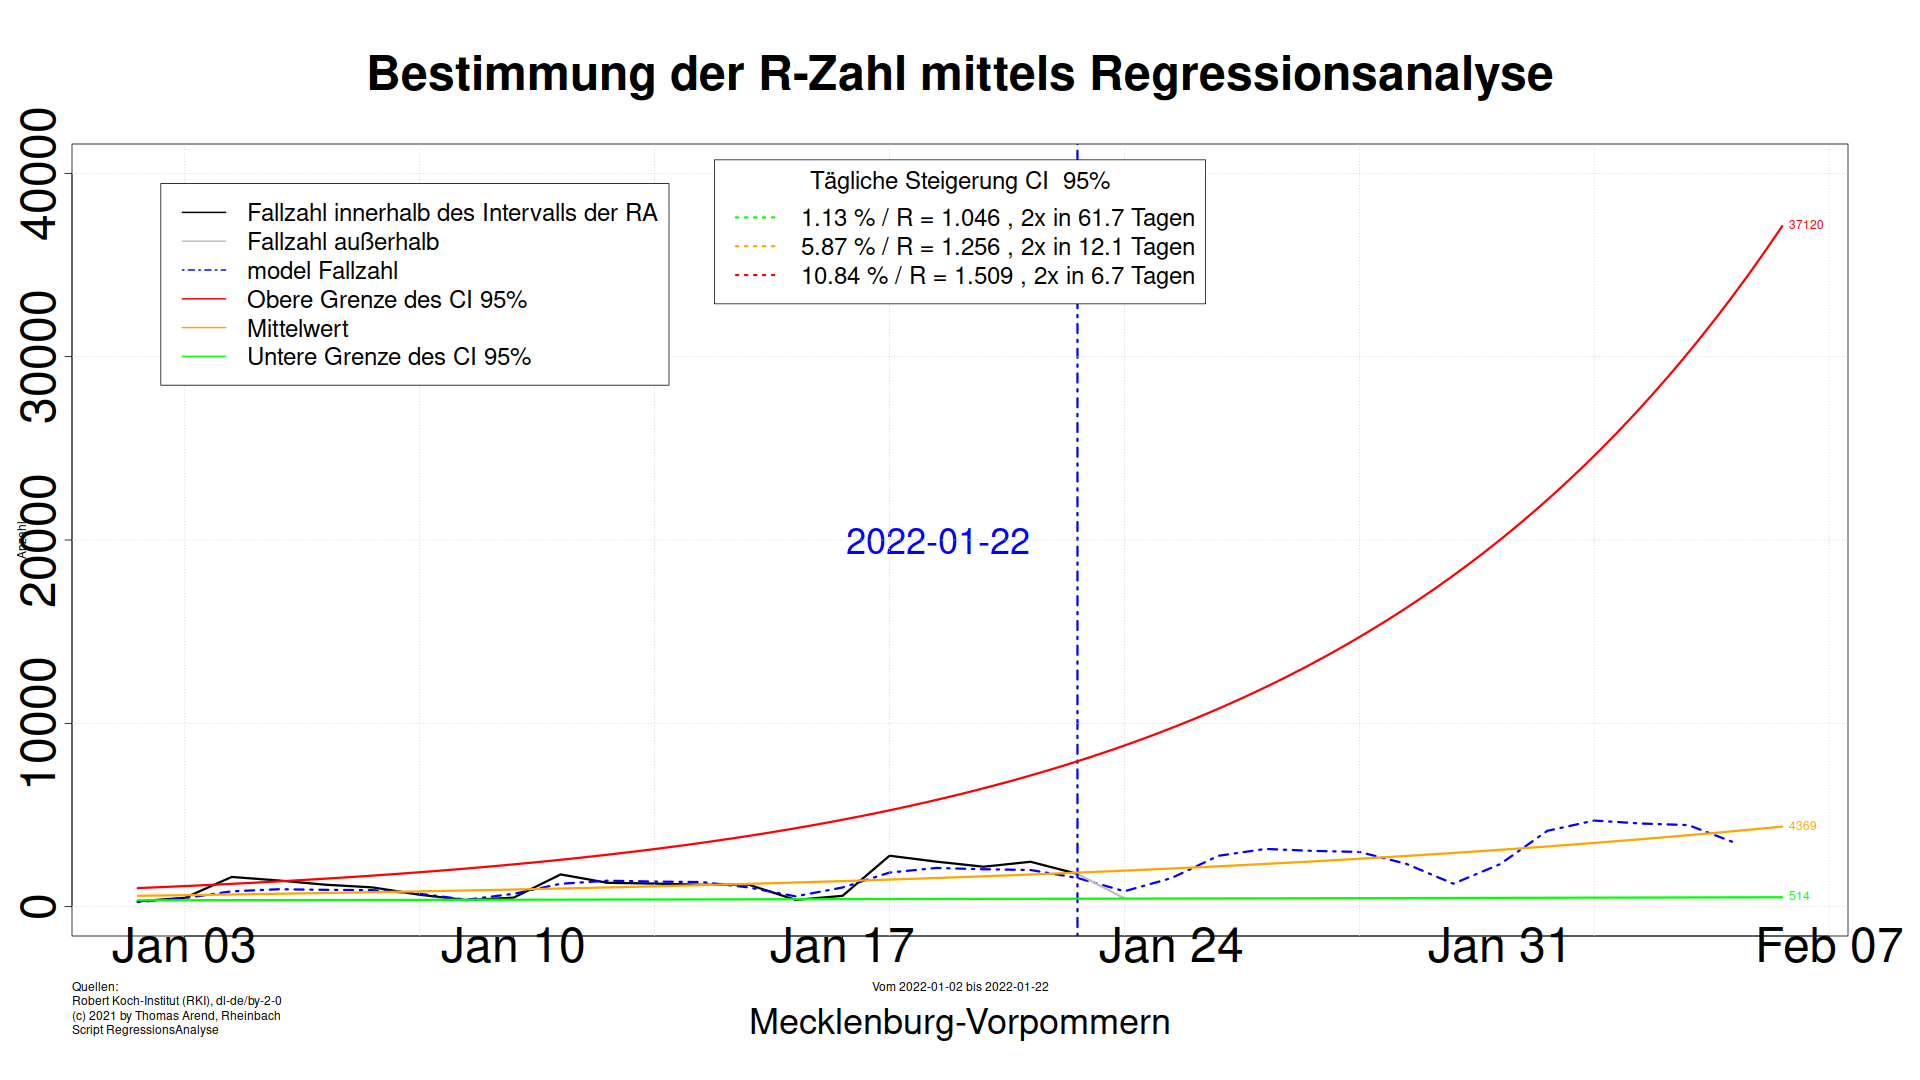 Bestimmung der R-Zahl mittels Regressionsanalyse
40000
30000
20000
10000
0
Anzahl
Fallzahl innerhalb des Intervalls der RA
Fallzahl außerhalb
model Fallzahl
Obere Grenze des CI 95%
Mittelwert
Untere Grenze des CI 95%
Tägliche Steigerung CI 95%
1.13 % / R = 1.046 , 2x in 61.7 Tagen
5.87 % / R = 1.256 , 2x in 12.1 Tagen
10.84 % / R = 1.509 , 2x in 6.7 Tagen
37120
2022-01-22
4369
514
Jan 03
Jan 10
Jan 17
Jan 24
Jan 31
Feb 07
Quellen:
Robert Koch-Institut (RKI), dl-de/by-2-0
(c) 2021 by Thomas Arend, Rheinbach
Script RegressionsAnalyse
Vom 2022-01-02 bis 2022-01-22
Mecklenburg-Vorpommern